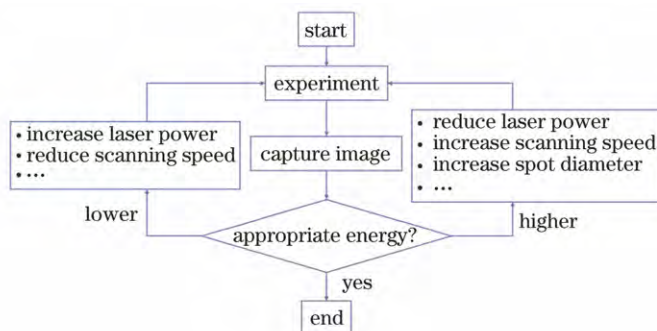 start
experiment
• increase laser power
• reduce scanning speed
• ...
capture image
• reduce laser power
• increase scanning speed
• increase spot diameter
• ...
lower
appropriate energy?
higher
yes
end